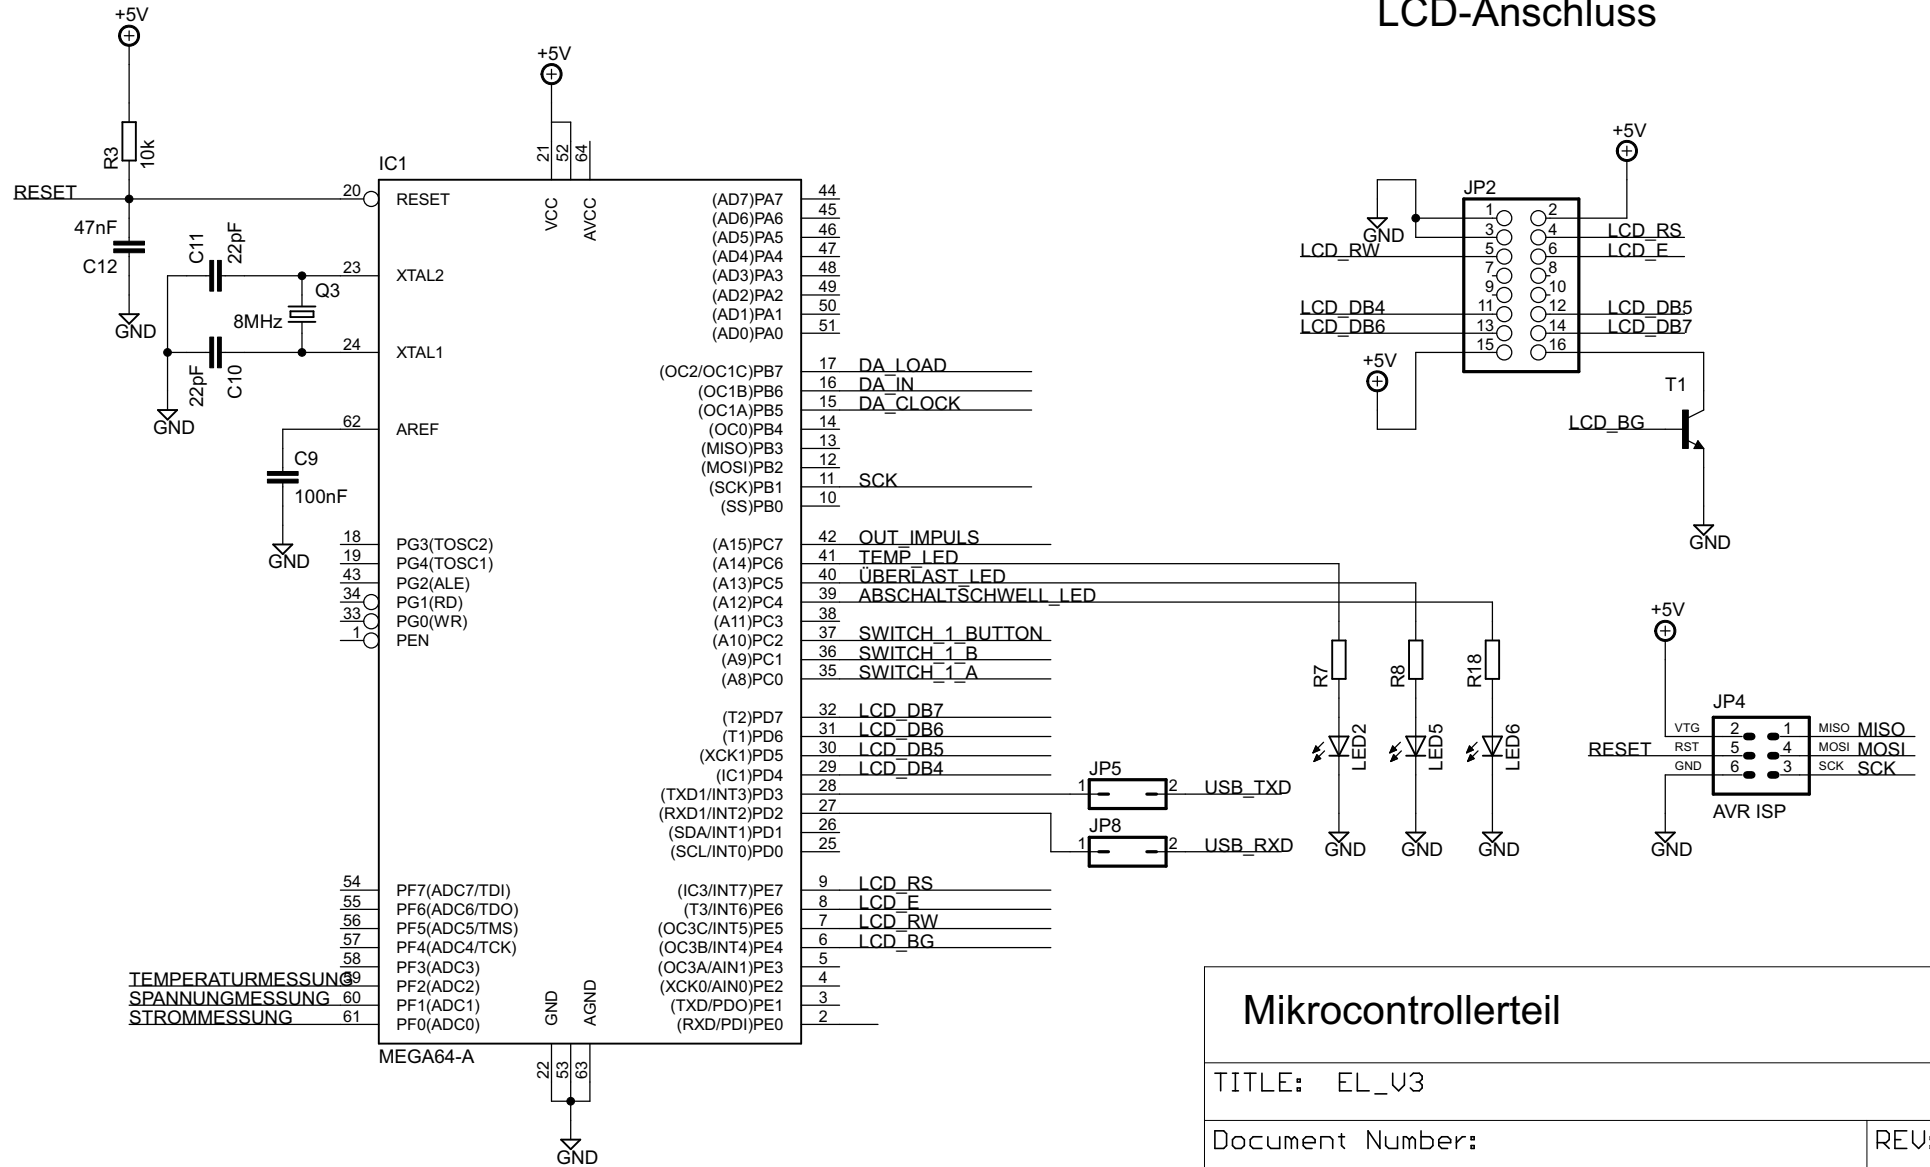 LCD-Anschluss
+5V
R3
10k
RESET
47nF
C12
GND
C11
22pF
Q3
8MHz
22pF
C10
GND
C9
100nF
GND
+5V
21
52
64
IC1
VCC
AVCC
20 RESET
23 XTAL2
24 XTAL1
62 AREF
18 PG3(TOSC2)
19 PG4(TOSC1)
43 PG2(ALE)
34 PG1(RD)
33 PG0(WR)
1 PEN
54 PF7(ADC7/TDI)
55 PF6(ADC6/TDO)
56 PF5(ADC5/TMS)
57 PF4(ADC4/TCK)
58 PF3(ADC3)
TEMPERATURMESSUNG 59 PF2(ADC2)
SPANNUNGMESSUNG 60 PF1(ADC1)
STROMMESSUNG 61 PF0(ADC0)
(AD7)PA7 44
(AD6)PA6 45
(AD5)PA5 46
(AD4)PA4 47
(AD3)PA3 48
(AD2)PA2 49
(AD1)PA1 50
(AD0)PA0 51
(OC2/OC1C)PB7 17 DA_LOAD
(OC1B)PB6 16 DA_IN
(OC1A)PB5 15 DA_CLOCK
(OC0)PB4 14
(MISO)PB3 13
(MOSI)PB2 12
(SCK)PB1 11 SCK
(SS)PB0 10
(A15)PC7 42 OUT_IMPULS
(A14)PC6 41 TEMP_LED
(A13)PC5 40 ÜBERLAST_LED
(A12)PC4 39 ABSCHALTSCHWELL_LED
(A11)PC3 38
(A10)PC2 37 SWITCH_1_BUTTON
(A9)PC1 36 SWITCH_1_B
(A8)PC0 35 SWITCH_1_A
(T2)PD7 32 LCD_DB7
(T1)PD6 31 LCD_DB6
(XCK1)PD5 30 LCD_DB5
(IC1)PD4 29 LCD_DB4
(TXD1/INT3)PD3 28
(RXD1/INT2)PD2 27
(SDA/INT1)PD1 26
(SCL/INT0)PD0 25
(IC3/INT7)PE7 9 LCD_RS
(T3/INT6)PE6 8 LCD_E
(OC3C/INT5)PE5 7 LCD_RW
(OC3B/INT4)PE4 6 LCD_BG
(OC3A/AIN1)PE3 5
(XCK0/AIN0)PE2 4
(TXD/PDO)PE1 3
(RXD/PDI)PE0 2
GND
AGND
MEGA64-A
22
53
63
GND
JP5
1 2 USB_TXD
JP8
1 2 USB_RXD
R7
LED2
GND
R8
LED5
GND
R18
LED6
GND
+5V
JP2
GND
1 2
3 4 LCD_RS
LCD_RW 5 6 LCD_E
7 8
9 10
LCD_DB4 11 12 LCD_DB5
LCD_DB6 13 14 LCD_DB7
15 16
+5V
T1
LCD_BG
GND
+5V
JP4
VTG 2 1 MISO MISO
RESET RST 5 4 MOSI MOSI
GND 6 3 SCK SCK
AVR ISP
GND
Mikrocontrollerteil
TITLE: EL_V3
Document Number:
REV: